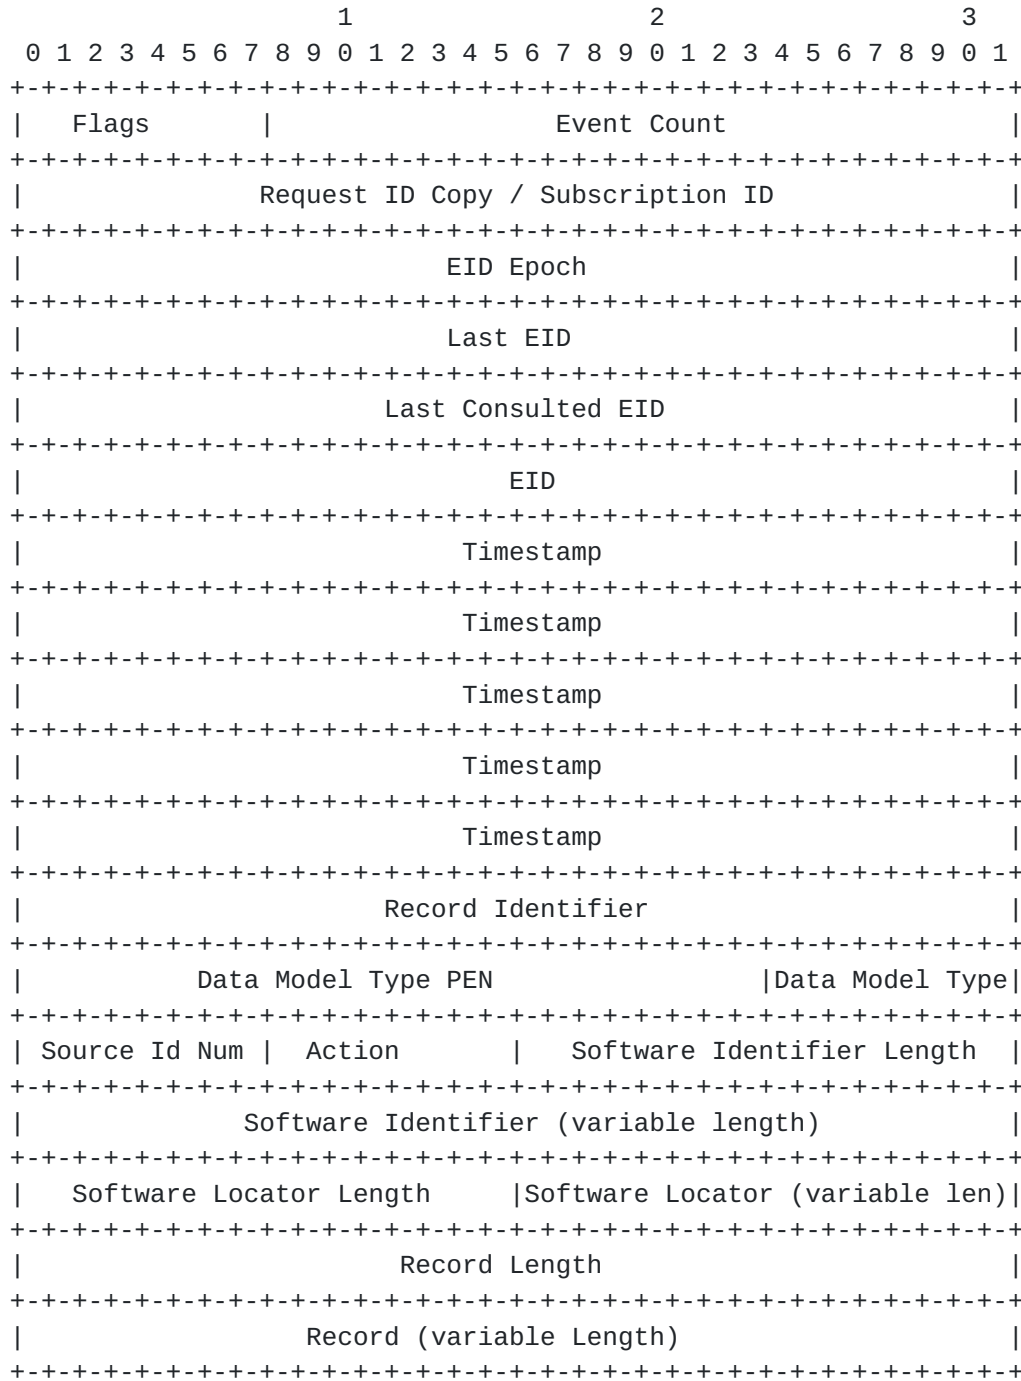 1                   2                   3
 0 1 2 3 4 5 6 7 8 9 0 1 2 3 4 5 6 7 8 9 0 1 2 3 4 5 6 7 8 9 0 1
+-+-+-+-+-+-+-+-+-+-+-+-+-+-+-+-+-+-+-+-+-+-+-+-+-+-+-+-+-+-+-+-+
|   Flags       |                  Event Count                  |
+-+-+-+-+-+-+-+-+-+-+-+-+-+-+-+-+-+-+-+-+-+-+-+-+-+-+-+-+-+-+-+-+
|               Request ID Copy / Subscription ID               |
+-+-+-+-+-+-+-+-+-+-+-+-+-+-+-+-+-+-+-+-+-+-+-+-+-+-+-+-+-+-+-+-+
|                           EID Epoch                           |
+-+-+-+-+-+-+-+-+-+-+-+-+-+-+-+-+-+-+-+-+-+-+-+-+-+-+-+-+-+-+-+-+
|                           Last EID                            |
+-+-+-+-+-+-+-+-+-+-+-+-+-+-+-+-+-+-+-+-+-+-+-+-+-+-+-+-+-+-+-+-+
|                       Last Consulted EID                      |
+-+-+-+-+-+-+-+-+-+-+-+-+-+-+-+-+-+-+-+-+-+-+-+-+-+-+-+-+-+-+-+-+
|                               EID                             |
+-+-+-+-+-+-+-+-+-+-+-+-+-+-+-+-+-+-+-+-+-+-+-+-+-+-+-+-+-+-+-+-+
|                            Timestamp                          |
+-+-+-+-+-+-+-+-+-+-+-+-+-+-+-+-+-+-+-+-+-+-+-+-+-+-+-+-+-+-+-+-+
|                            Timestamp                          |
+-+-+-+-+-+-+-+-+-+-+-+-+-+-+-+-+-+-+-+-+-+-+-+-+-+-+-+-+-+-+-+-+
|                            Timestamp                          |
+-+-+-+-+-+-+-+-+-+-+-+-+-+-+-+-+-+-+-+-+-+-+-+-+-+-+-+-+-+-+-+-+
|                            Timestamp                          |
+-+-+-+-+-+-+-+-+-+-+-+-+-+-+-+-+-+-+-+-+-+-+-+-+-+-+-+-+-+-+-+-+
|                            Timestamp                          |
+-+-+-+-+-+-+-+-+-+-+-+-+-+-+-+-+-+-+-+-+-+-+-+-+-+-+-+-+-+-+-+-+
|                       Record Identifier                       |
+-+-+-+-+-+-+-+-+-+-+-+-+-+-+-+-+-+-+-+-+-+-+-+-+-+-+-+-+-+-+-+-+
|           Data Model Type PEN                 |Data Model Type|
+-+-+-+-+-+-+-+-+-+-+-+-+-+-+-+-+-+-+-+-+-+-+-+-+-+-+-+-+-+-+-+-+
| Source Id Num |  Action       |   Software Identifier Length  |
+-+-+-+-+-+-+-+-+-+-+-+-+-+-+-+-+-+-+-+-+-+-+-+-+-+-+-+-+-+-+-+-+
|              Software Identifier (variable length)            |
+-+-+-+-+-+-+-+-+-+-+-+-+-+-+-+-+-+-+-+-+-+-+-+-+-+-+-+-+-+-+-+-+
|   Software Locator Length     |Software Locator (variable len)|
+-+-+-+-+-+-+-+-+-+-+-+-+-+-+-+-+-+-+-+-+-+-+-+-+-+-+-+-+-+-+-+-+
|                        Record Length                          |
+-+-+-+-+-+-+-+-+-+-+-+-+-+-+-+-+-+-+-+-+-+-+-+-+-+-+-+-+-+-+-+-+
|                  Record (variable Length)                     |
+-+-+-+-+-+-+-+-+-+-+-+-+-+-+-+-+-+-+-+-+-+-+-+-+-+-+-+-+-+-+-+-+